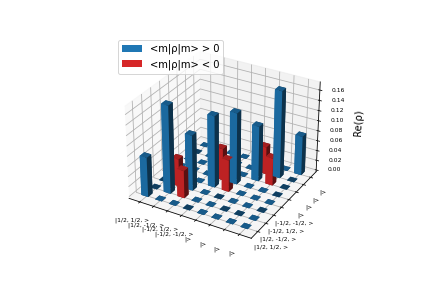 <m|ρ|m> > 0
<m|ρ|m> < 0
0.16
0.14
0.12
0.10
0.08
0.06
0.04
0.02
0.00
Re(ρ)
|1/2, 1/2, >
|1/2, -1/2, >
|-1/2, 1/2, >
|-1/2, -1/2, >
|>
|>
|>
|>
|>
|>
|>
|>
|-1/2, -1/2, >
|-1/2, 1/2, >
|1/2, -1/2, >
|1/2, 1/2, >